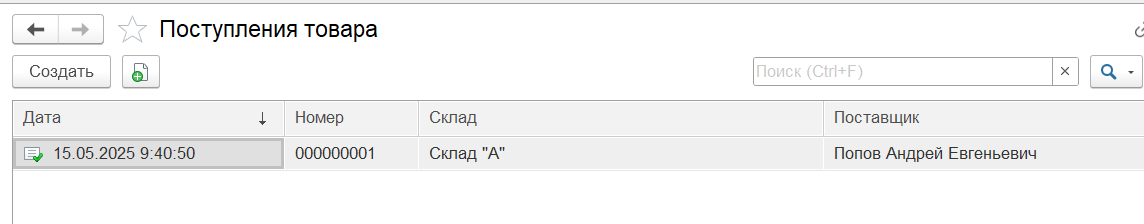 Поступления товара
Создать
Поиск (Ctrl+F)
Дата Номер Склад Поставщик
15.05.2025 9:40:50 000000001 Склад "А" Попов Андрей Евгеньевич